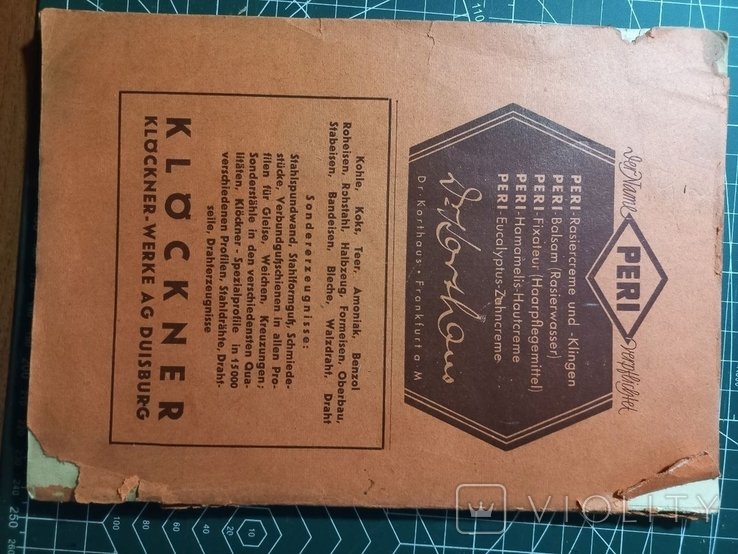 Der Name
PERI
verpflichtet
PERI-Rasiercreme und -Klingen
PERI-Balsam (Rasierwasser)
PERI-Fixateur (Haarpflegemittel)
PERI-Hamamelis-Hautcreme
PERI-Eucalyptus-Zahncreme
Dr. Korthaus
Dr. Korthaus • Frankfurt a M
Kohle, Koks, Teer, Amoniak, Benzol
Roheisen, Rohstahl, Halbzeug, Formeisen, Oberbau,
Stabeisen, Bandeisen, Bleche, Walzdraht, Draht
Sondererzeugnisse:
Stahlspundwand, Stahlformguß, Schmiede-
stücke, Verbundgußschienen in allen Pro-
filen für Gleise, Weichen, Kreuzungen;
Sonderstähle in den verschiedensten Qua-
litäten, Klöckner-Spezialprofile in 15000
verschiedenen Profilen, Stahldrähte, Draht-
seile, Drahterzeugnisse
KLÖCKNER
KLÖCKNER-WERKE AG DUISBURG
VIOLITY